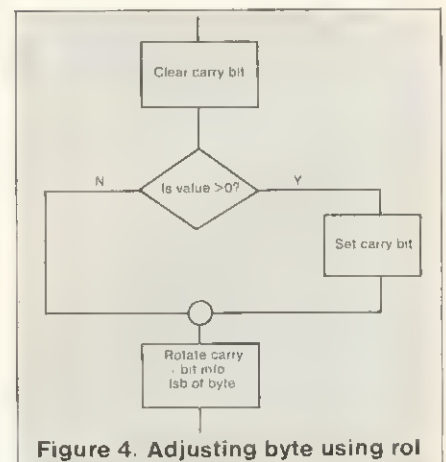 Clear carry bit
Is value >0?
N
Y
Set carry bit
Rotate carry
bit into
lsb of byte
Figure 4. Adjusting byte using rol